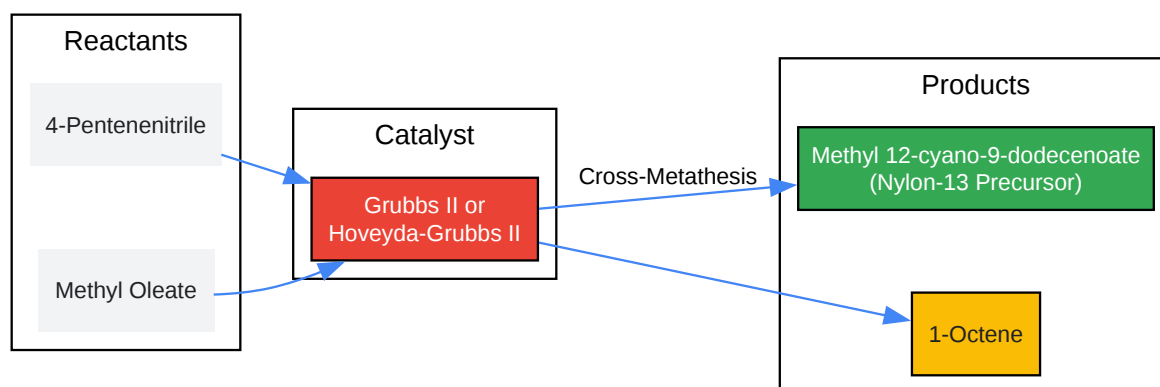 Reactants
4-Pentenenitrile
Methyl Oleate
Catalyst
Grubbs II or
Hoveyda-Grubbs II
Cross-Metathesis
Products
Methyl 12-cyano-9-dodecenoate
(Nylon-13 Precursor)
1-Octene